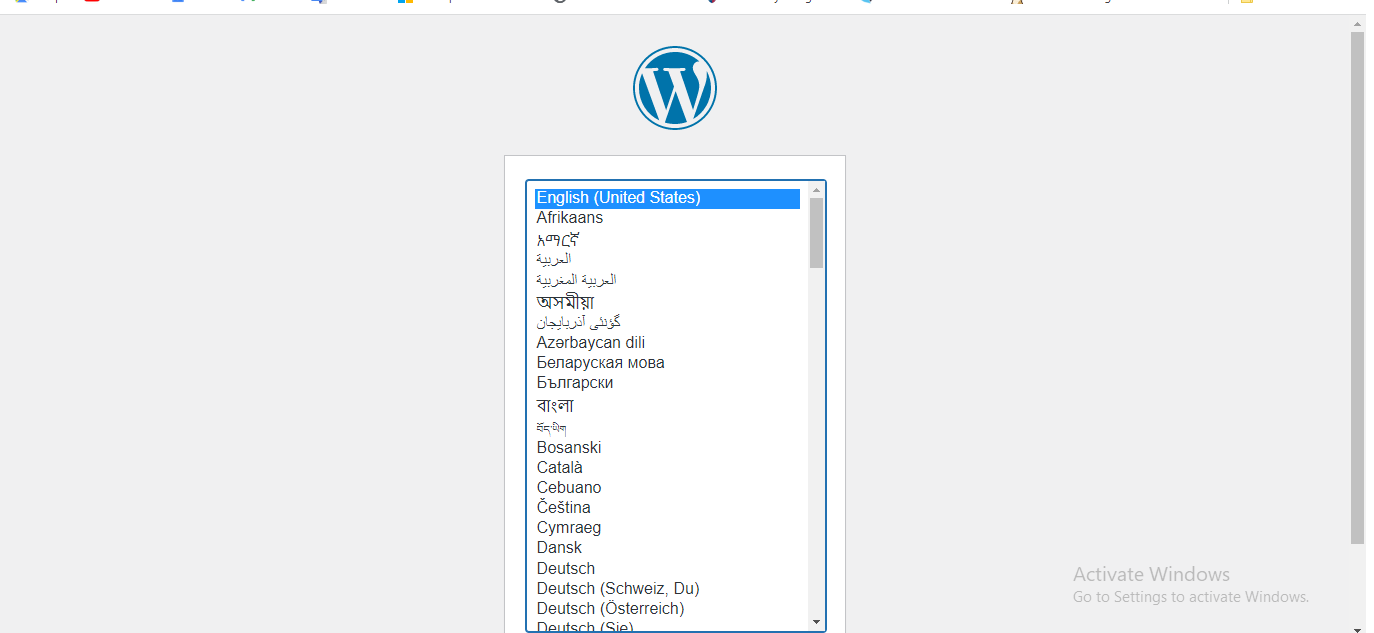 English (United States)
Afrikaans
አማርኛ
العربية
العربية المغربية
অসমীয়া
گؤنئی آذربایجان
Azərbaycan dili
Беларуская мова
Български
বাংলা
བོད་ཡིག
Bosanski
Català
Cebuano
Čeština
Cymraeg
Dansk
Deutsch
Deutsch (Schweiz, Du)
Deutsch (Österreich)
Deutsch (Sie)
Activate Windows
Go to Settings to activate Windows.